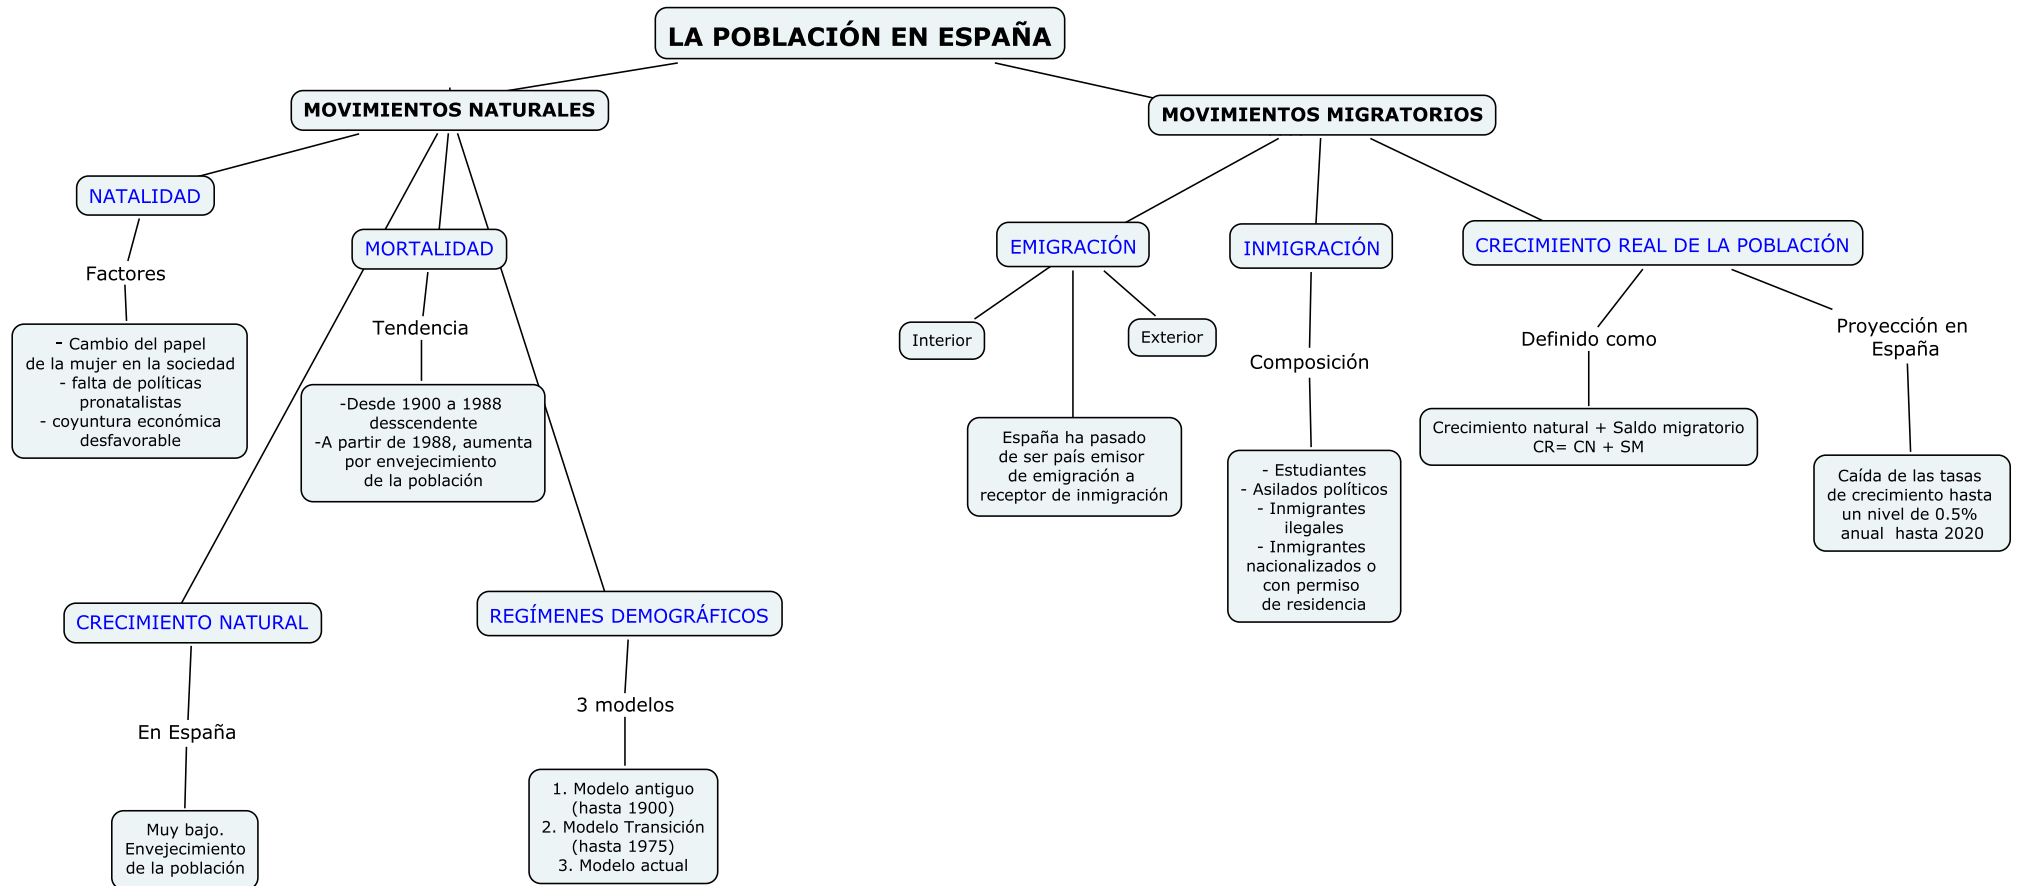 LA POBLACIÓN EN ESPAÑA
MOVIMIENTOS NATURALES
MOVIMIENTOS MIGRATORIOS
NATALIDAD
Factores
- Cambio del papel
de la mujer en la sociedad
- falta de políticas
pronatalistas
- coyuntura económica
desfavorable
MORTALIDAD
Tendencia
-Desde 1900 a 1988
desscendente
-A partir de 1988, aumenta
por envejecimiento
de la población
CRECIMIENTO NATURAL
En España
Muy bajo.
Envejecimiento
de la población
REGÍMENES DEMOGRÁFICOS
3 modelos
1. Modelo antiguo
(hasta 1900)
2. Modelo Transición
(hasta 1975)
3. Modelo actual
EMIGRACIÓN
Interior
España ha pasado
de ser país emisor
de emigración a
receptor de inmigración
Exterior
INMIGRACIÓN
Composición
- Estudiantes
- Asilados políticos
- Inmigrantes
ilegales
- Inmigrantes
nacionalizados o
con permiso
de residencia
CRECIMIENTO REAL DE LA POBLACIÓN
Definido como
Crecimiento natural + Saldo migratorio
CR= CN + SM
Proyección en
España
Caída de las tasas
de crecimiento hasta
un nivel de 0.5%
anual hasta 2020